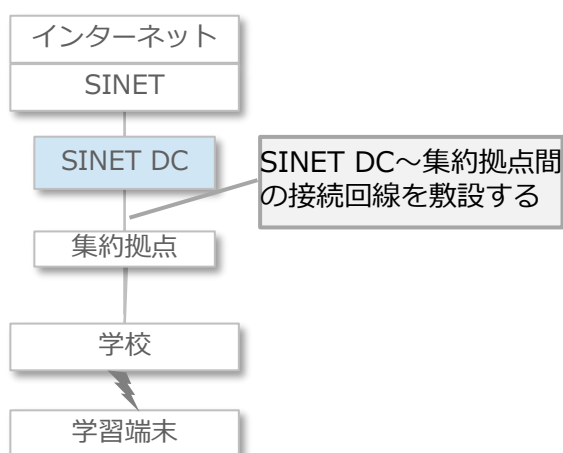 インターネット
SINET
SINET DC
SINET DC～集約拠点間
の接続回線を敷設する
集約拠点
学校
学習端末